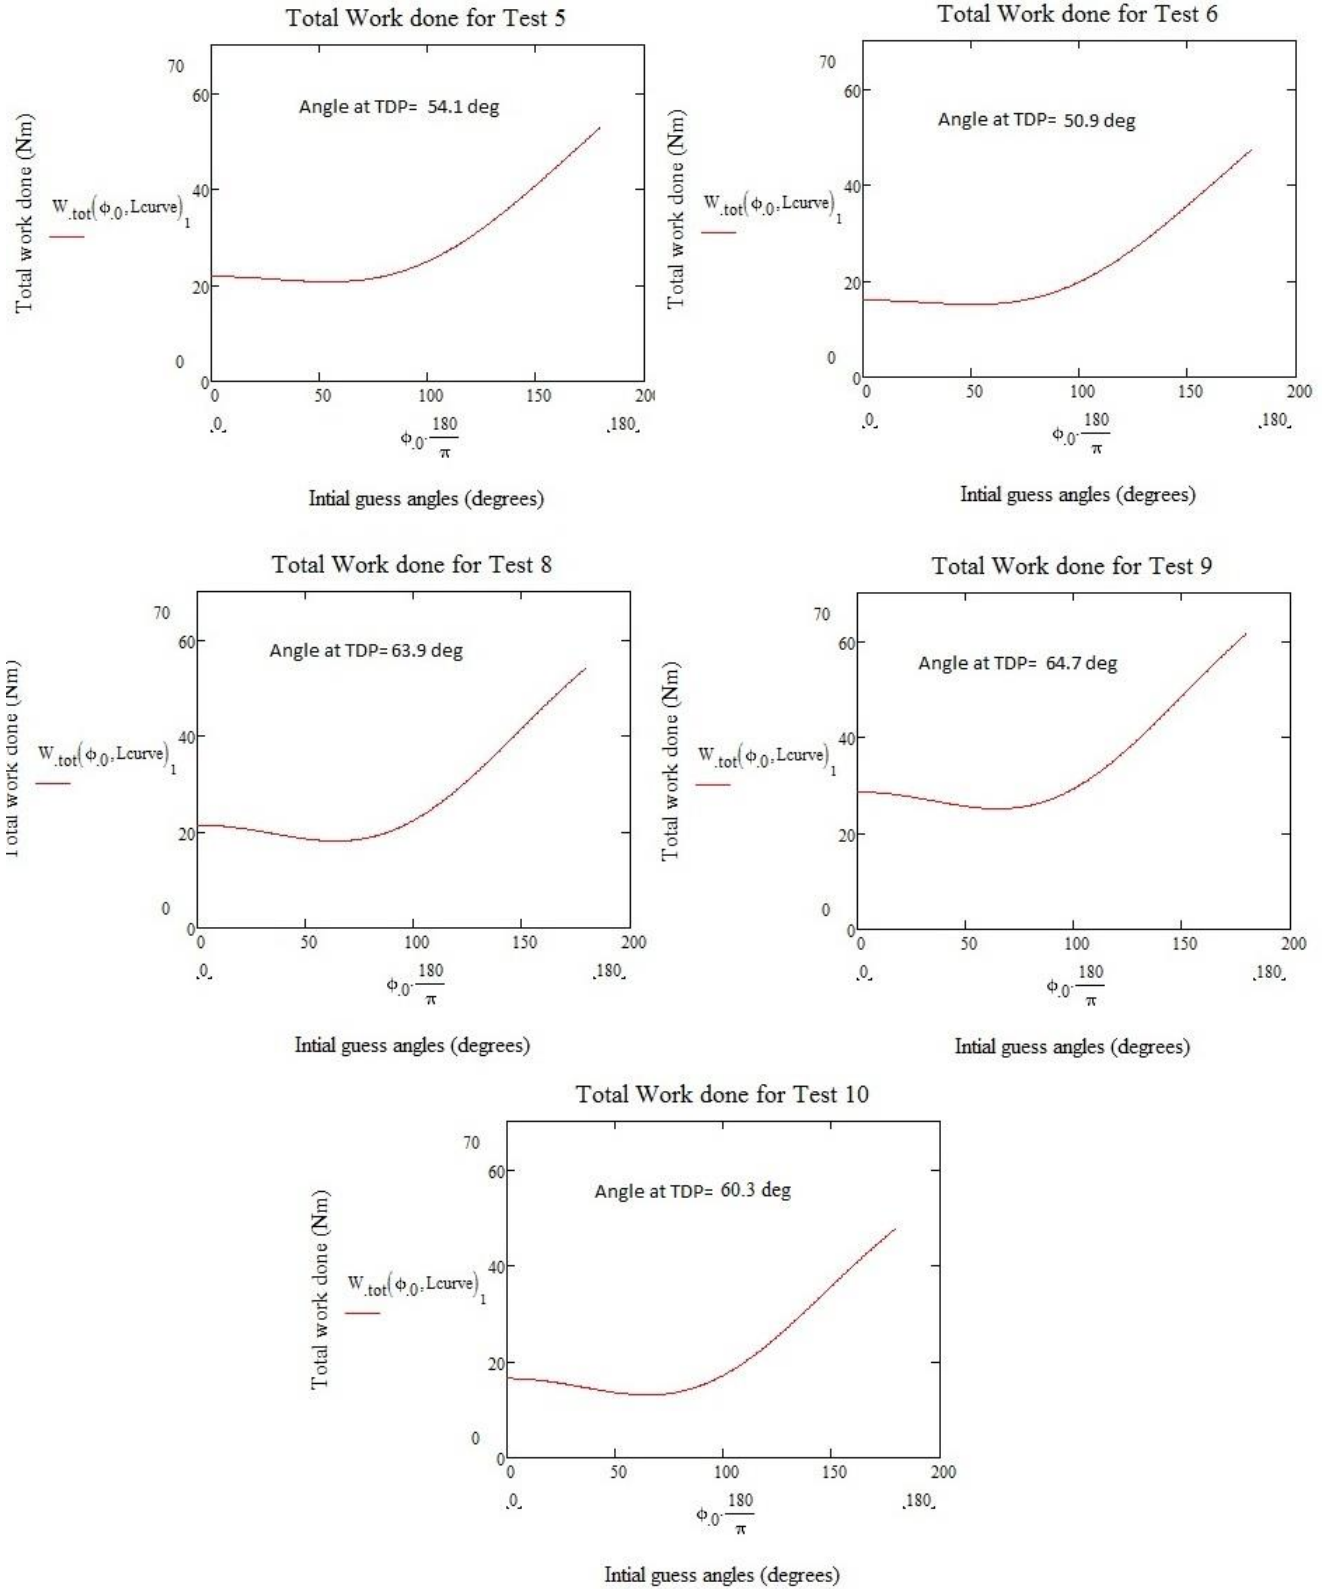 Total Work done for Test 5
70
60
Angle at TDP= 54.1 deg
Total work done (Nm)
40
W.tot(ϕ.0,Lcurve)1
20
0
0
0 50 100 150 20
0 180
ϕ.0·180/π
Intial guess angles (degrees)
Total Work done for Test 6
70
60
Angle at TDP= 50.9 deg
Total work done (Nm)
40
W.tot(ϕ.0,Lcurve)1
20
0
0
0 50 100 150 200
0 180
ϕ.0·180/π
Intial guess angles (degrees)
Total Work done for Test 8
70
60
Angle at TDP= 63.9 deg
Total work done (Nm)
40
W.tot(ϕ.0,Lcurve)1
20
0
0
0 50 100 150 200
0 180
ϕ.0·180/π
Intial guess angles (degrees)
Total Work done for Test 9
70
60
Angle at TDP= 64.7 deg
Total work done (Nm)
40
W.tot(ϕ.0,Lcurve)1
20
0
0
0 50 100 150 200
0 180
ϕ.0·180/π
Intial guess angles (degrees)
Total Work done for Test 10
70
60
Angle at TDP= 60.3 deg
Total work done (Nm)
40
W.tot(ϕ.0,Lcurve)1
20
0
0
0 50 100 150 200
0 180
ϕ.0·180/π
Intial guess angles (degrees)